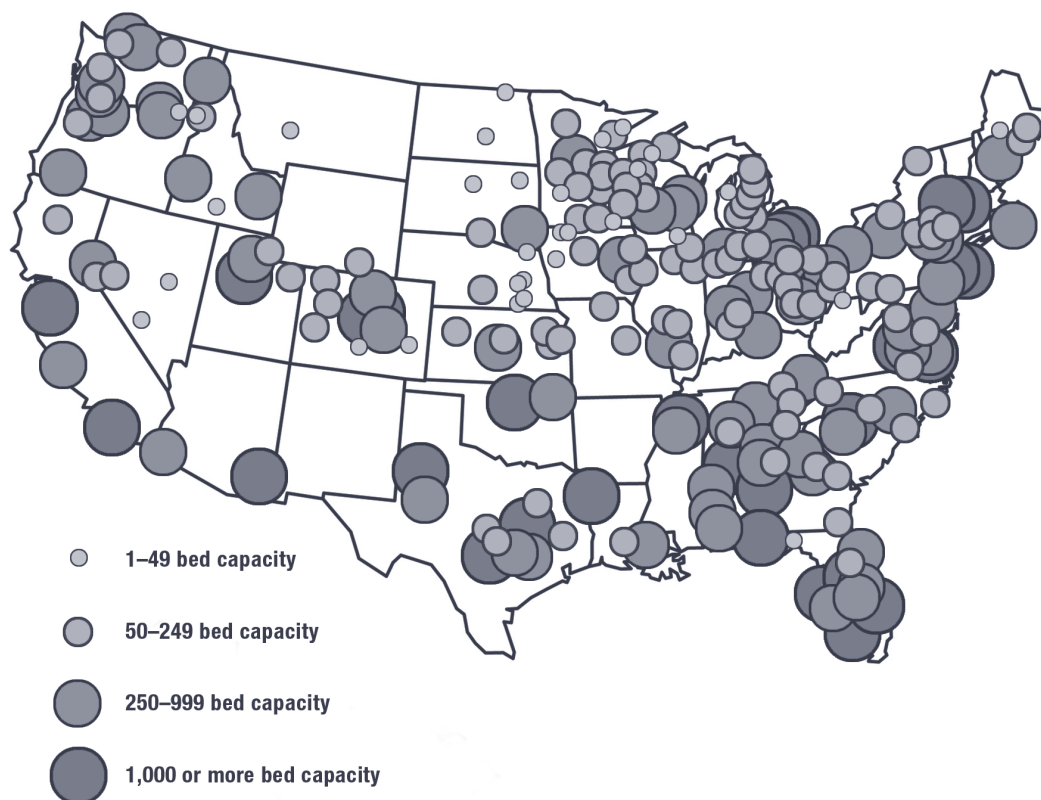 1–49 bed capacity
50–249 bed capacity
250–999 bed capacity
1,000 or more bed capacity